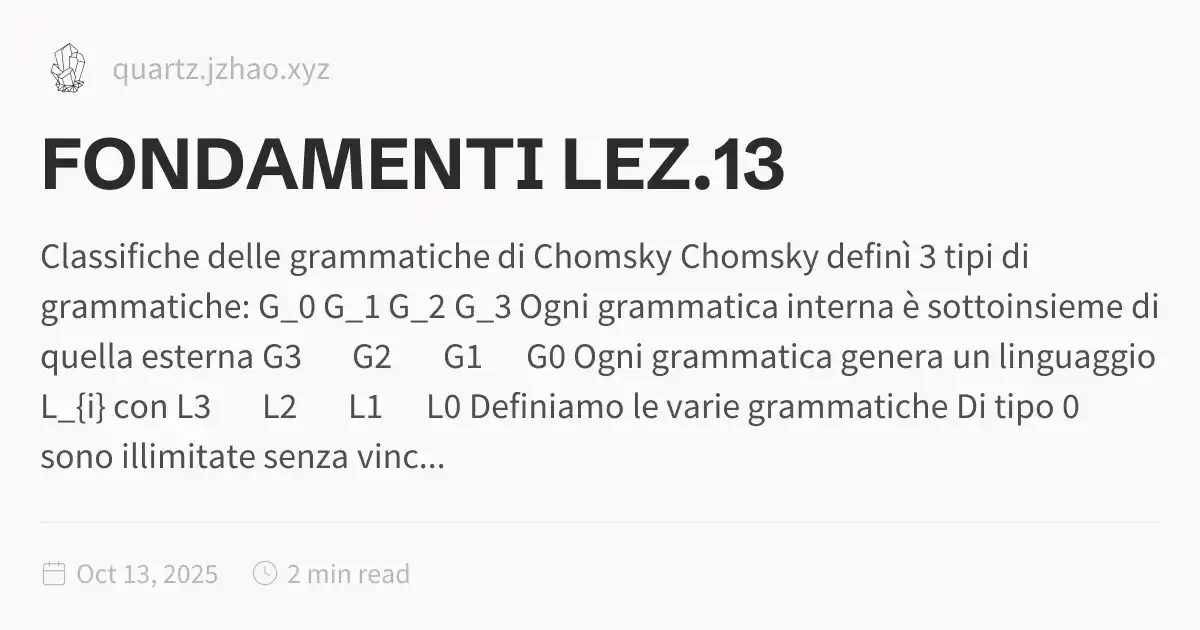 quartz.jzhao.xyz
FONDAMENTI LEZ.13
Classifiche delle grammatiche di Chomsky Chomsky definì 3 tipi di
grammatiche: G_0 G_1 G_2 G_3 Ogni grammatica interna è sottoinsieme di
quella esterna G3 G2 G1 G0 Ogni grammatica genera un linguaggio
L_{i} con L3 L2 L1 L0 Definiamo le varie grammatiche Di tipo 0
sono illimitate senza vinc...
Oct 13, 2025 2 min read